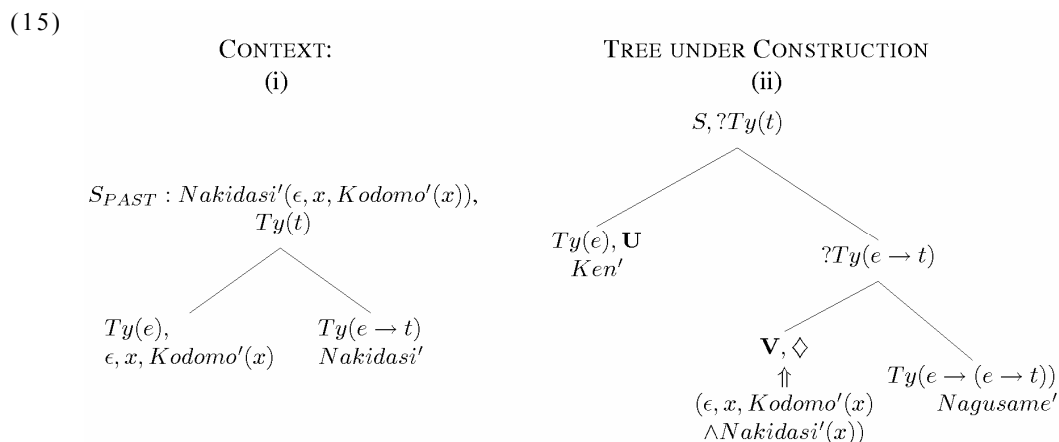 (15)
CONTEXT: TREE UNDER CONSTRUCTION
(i) (ii)
S, ?Ty(t)
S_PAST : Nakidasi′(ϵ, x, Kodomo′(x)),
Ty(t)
Ty(e), U
Ken′
?Ty(e → t)
Ty(e), Ty(e → t)
ϵ, x, Kodomo′(x) Nakidasi′
V, ◇
⇑
(ϵ, x, Kodomo′(x)
∧Nakidasi′(x))
Ty(e → (e → t))
Nagusame′